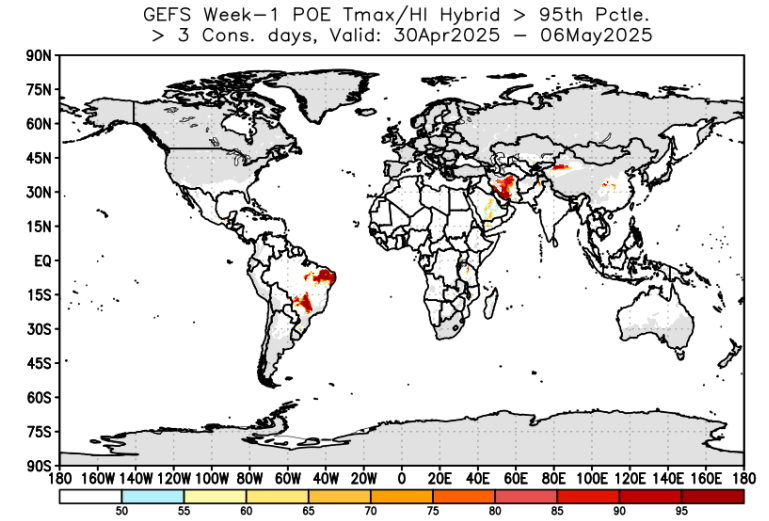 GEFS Week-1 POE Tmax/HI Hybrid > 95th Pctle.
> 3 Cons. days, Valid: 30Apr2025 - 06May2025
90N
75N
60N
45N
30N
15N
EQ
15S
30S
45S
60S
75S
90S
180 160W 140W 120W 100W 80W 60W 40W 20W 0 20E 40E 60E 80E 100E 120E 140E 160E 180
50 55 60 65 70 75 80 85 90 95